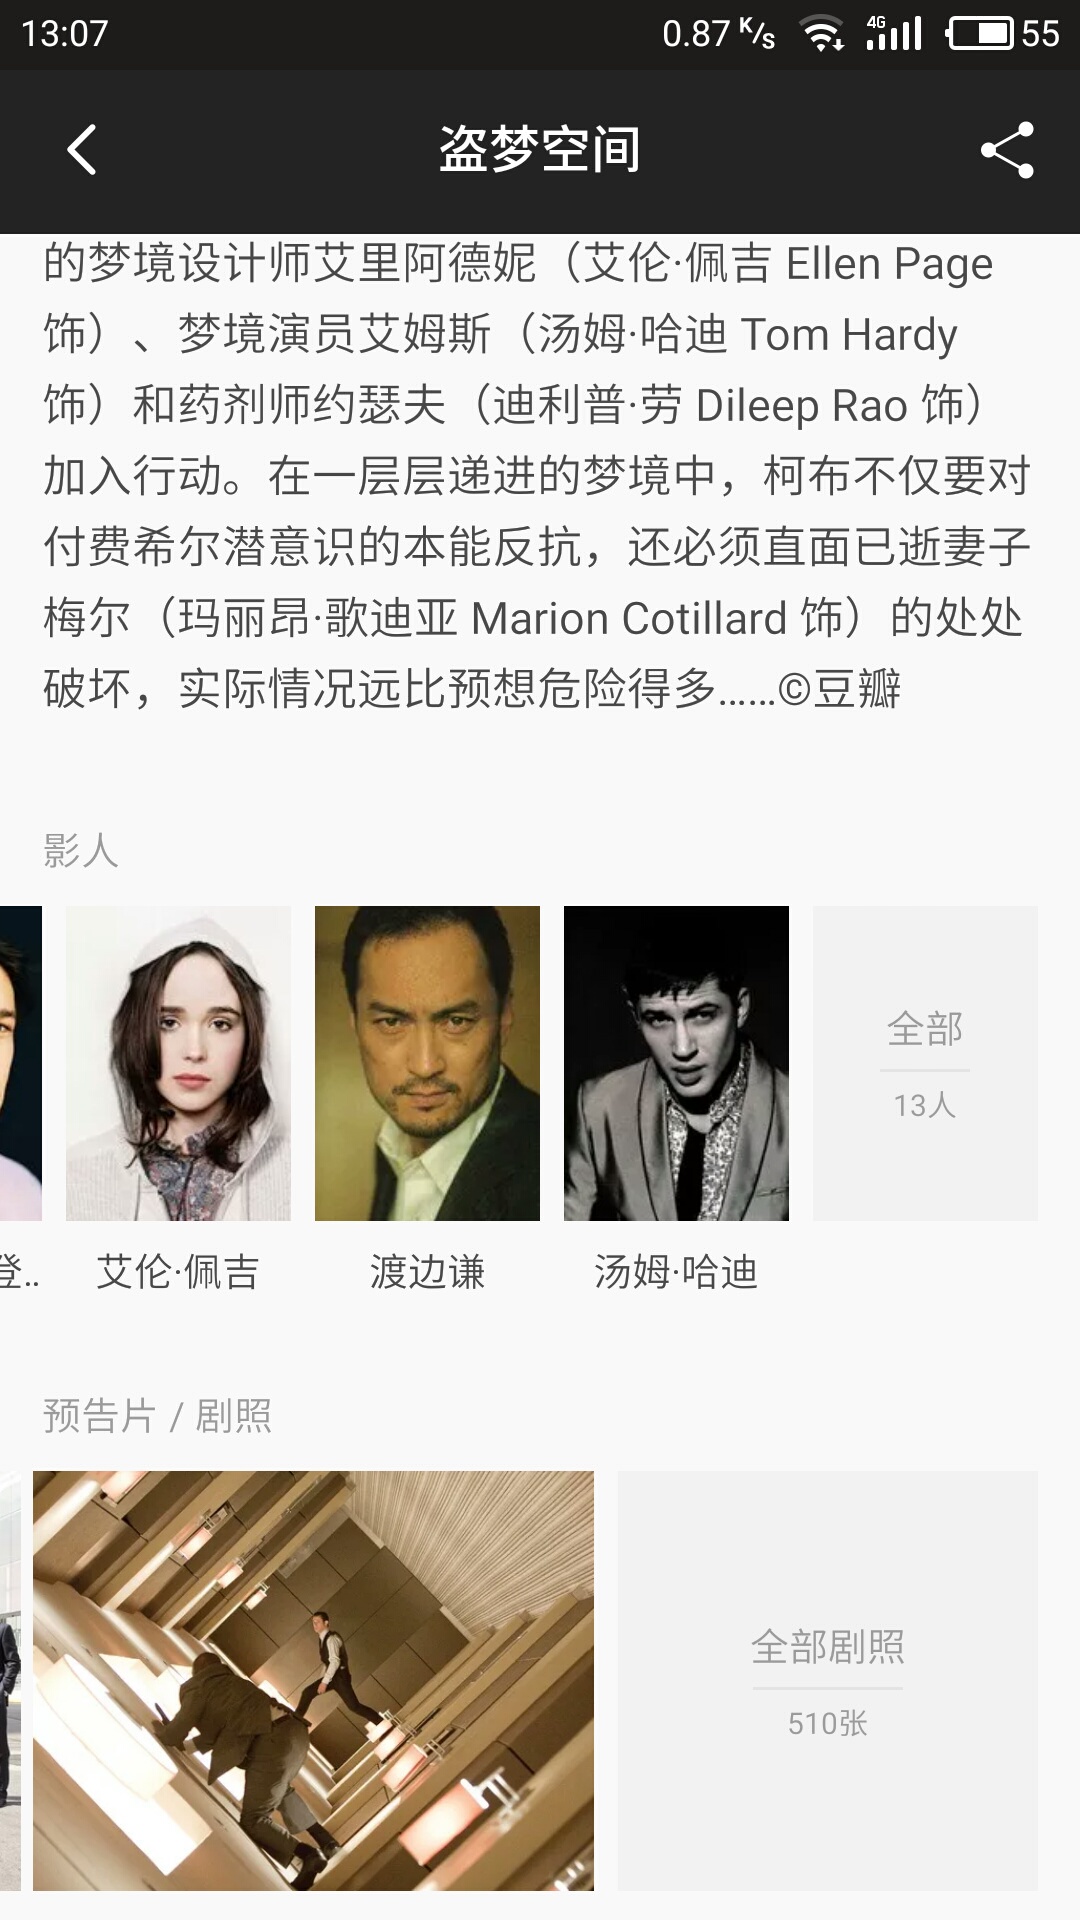 13:07
0.87 K/s
4G
55
盗梦空间
的梦境设计师艾里阿德妮（艾伦·佩吉 Ellen Page
饰）、梦境演员艾姆斯（汤姆·哈迪 Tom Hardy
饰）和药剂师约瑟夫（迪利普·劳 Dileep Rao 饰）
加入行动。在一层层递进的梦境中，柯布不仅要对
付费希尔潜意识的本能反抗，还必须直面已逝妻子
梅尔（玛丽昂·歌迪亚 Marion Cotillard 饰）的处处
破坏，实际情况远比预想危险得多……©豆瓣
影人
登..
艾伦·佩吉
渡边谦
汤姆·哈迪
全部
13人
预告片 / 剧照
全部剧照
510张